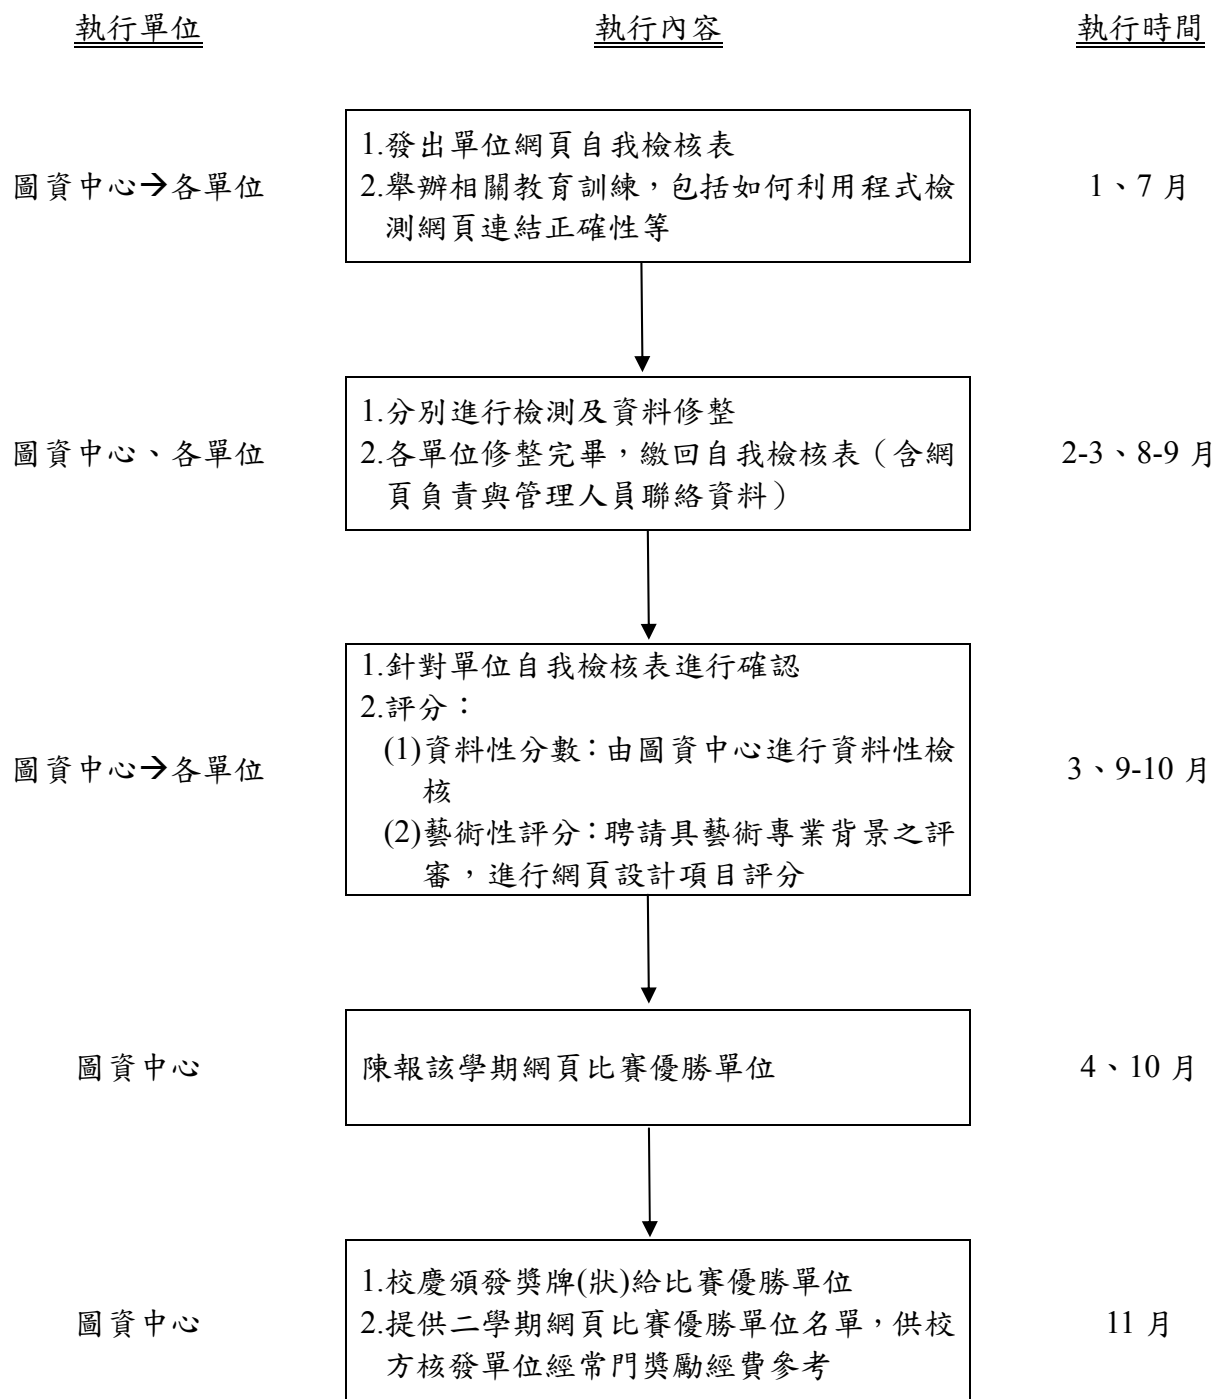 執行單位 執行內容 執行時間
1.發出單位網頁自我檢核表
圖資中心→各單位 2.舉辦相關教育訓練，包括如何利用程式檢 1、7 月
測網頁連結正確性等
1.分別進行檢測及資料修整
圖資中心、各單位 2.各單位修整完畢，繳回自我檢核表（含網 2-3、8-9 月
頁負責與管理人員聯絡資料）
1.針對單位自我檢核表進行確認
2.評分：
(1)資料性分數：由圖資中心進行資料性檢
圖資中心→各單位 核 3、9-10 月
(2)藝術性評分：聘請具藝術專業背景之評
審，進行網頁設計項目評分
圖資中心 陳報該學期網頁比賽優勝單位 4、10 月
1.校慶頒發獎牌(狀)給比賽優勝單位
圖資中心 2.提供二學期網頁比賽優勝單位名單，供校 11 月
方核發單位經常門獎勵經費參考